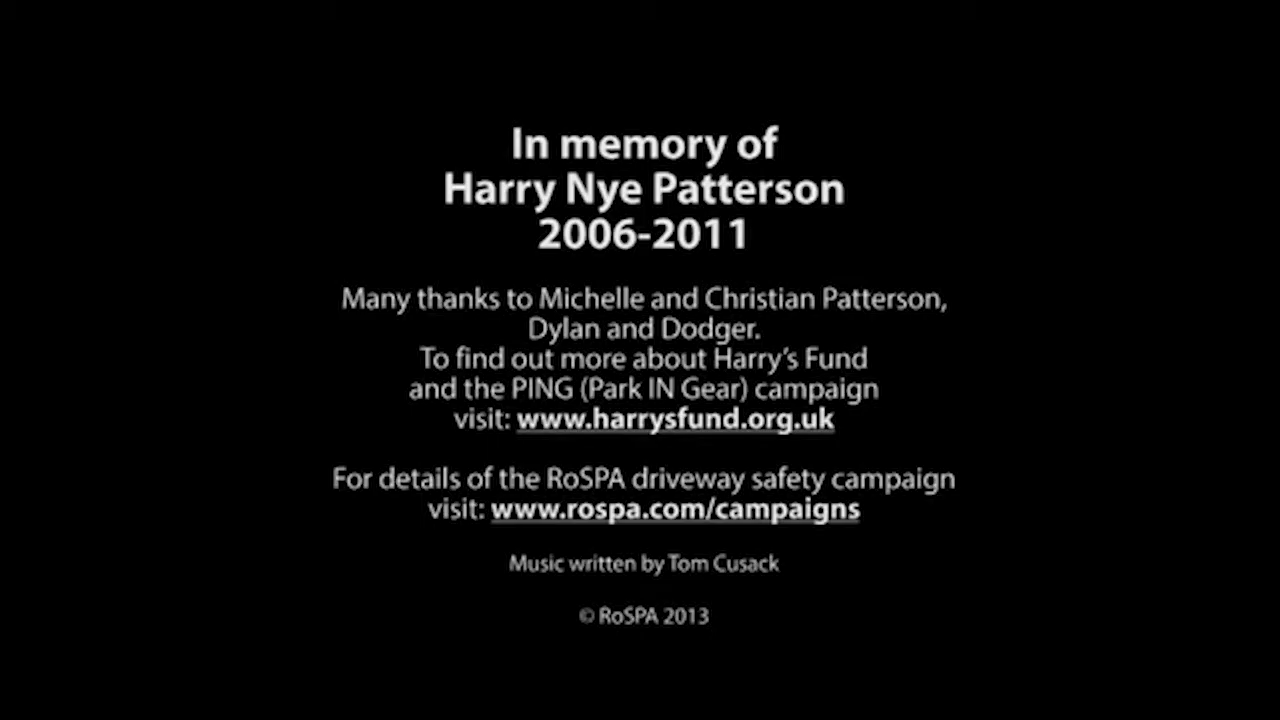 In memory of
Harry Nye Patterson
2006-2011
Many thanks to Michelle and Christian Patterson,
Dylan and Dodger.
To find out more about Harry's Fund
and the PING (Park IN Gear) campaign
visit: www.harrysfund.org.uk
For details of the RoSPA driveway safety campaign
visit: www.rospa.com/campaigns
Music written by Tom Cusack
© RoSPA 2013